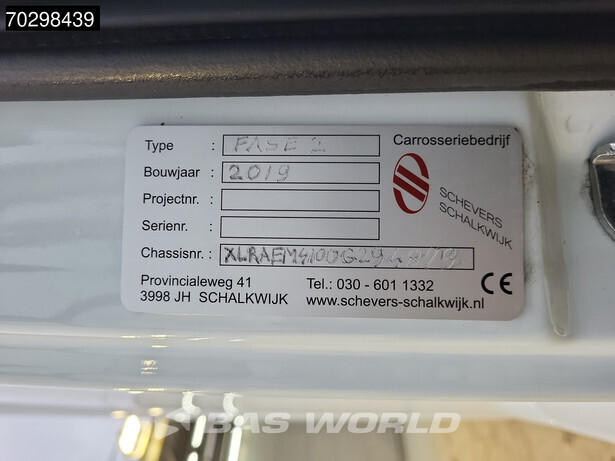 70298439
Type : FASE 2
Bouwjaar : 2019
Projectnr. :
Serienr. :
Chassisnr. :
Carrosseriebedrijf
SCHEVERS
SCHALKWIJK
Provincialeweg 41
3998 JH SCHALKWIJK
Tel.: 030 - 601 1332
www.schevers-schalkwijk.nl
CE
BAS WORLD